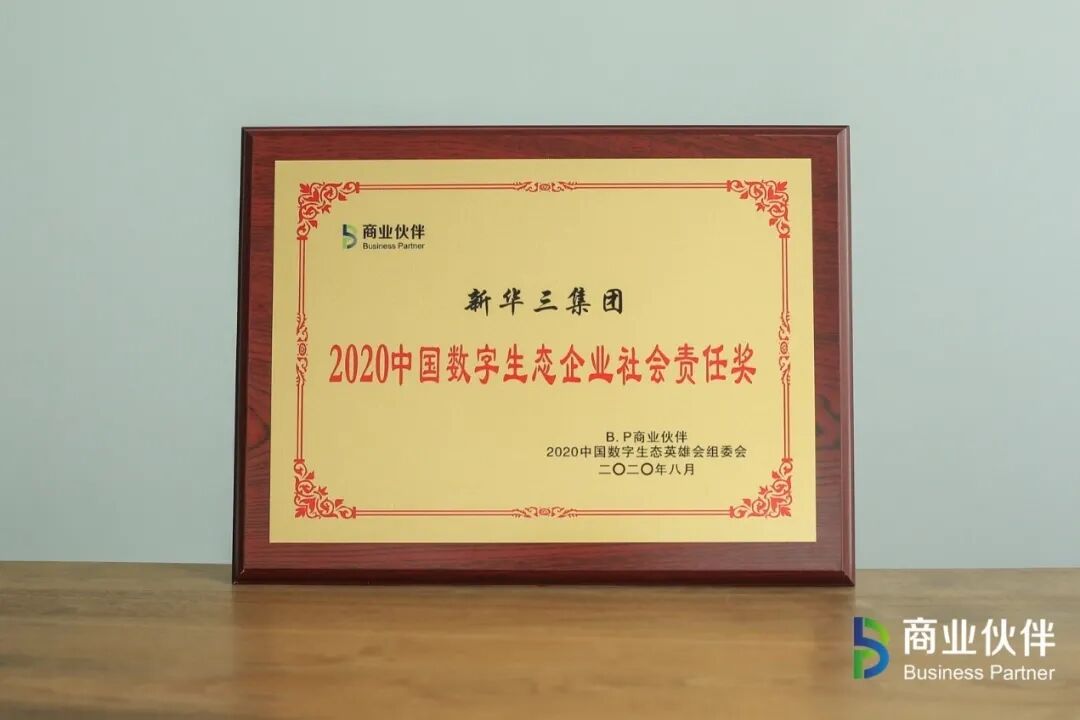 商业伙伴
Business Partner
新华三集团
2020中国数字生态企业社会责任奖
B.P商业伙伴
2020中国数字生态英雄会组委会
二〇二〇年八月
商业伙伴
Business Partner